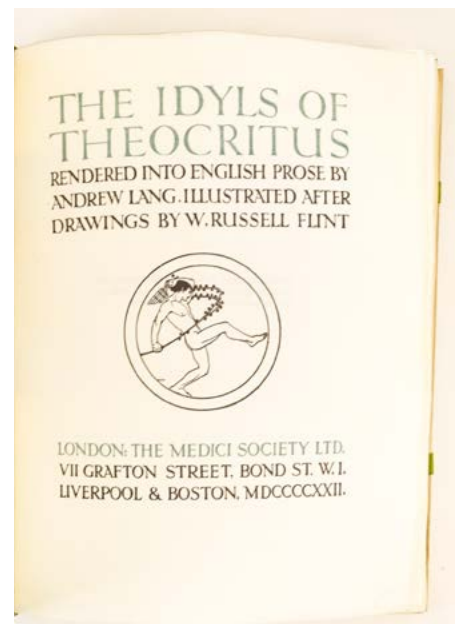 THE IDYLS OF
THEOCRITUS
RENDERED INTO ENGLISH PROSE BY
ANDREW LANG. ILLUSTRATED AFTER
DRAWINGS BY W. RUSSELL FLINT
LONDON: THE MEDICI SOCIETY LTD.
VII GRAFTON STREET, BOND ST. W. I.
LIVERPOOL & BOSTON, MDCCCCXXII.